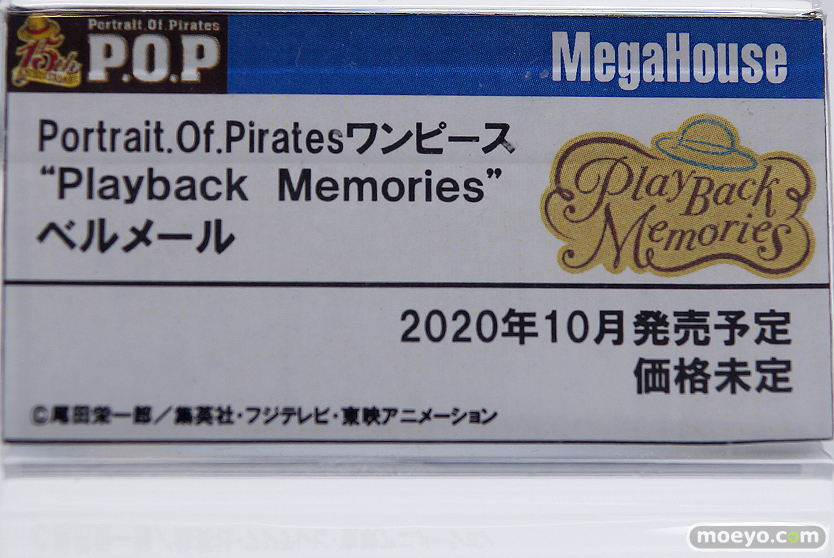 Portrait.Of.Pirates
15th
P.O.P
MegaHouse
Portrait.Of.Piratesワンピース
“Playback Memories”
ベルメール
PlayBack
Memories
2020年10月発売予定
価格未定
©尾田栄一郎／集英社・フジテレビ・東映アニメーション
moeyo.com